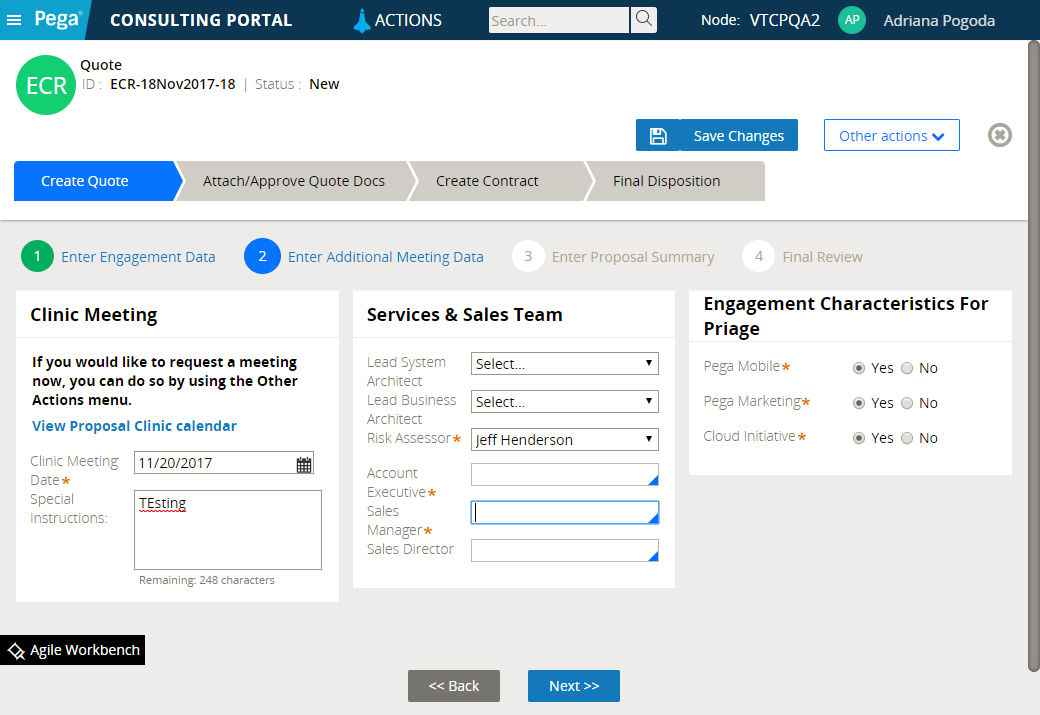 Pega®
CONSULTING PORTAL
ACTIONS
Search...
Node: VTCPQA2
AP
Adriana Pogoda
ECR
Quote
ID : ECR-18Nov2017-18 | Status : New
Save Changes
Other actions
Create Quote
Attach/Approve Quote Docs
Create Contract
Final Disposition
1 Enter Engagement Data
2 Enter Additional Meeting Data
3 Enter Proposal Summary
4 Final Review
Clinic Meeting
If you would like to request a meeting
now, you can do so by using the Other
Actions menu.
View Proposal Clinic calendar
Clinic Meeting
Date*
11/20/2017
Special
Instructions:
TEsting
Remaining: 248 characters
Services & Sales Team
Lead System
Architect
Select...
Lead Business
Architect
Select...
Risk Assessor*
Jeff Henderson
Account
Executive*
Sales
Manager*
Sales Director
Engagement Characteristics For
Priage
Pega Mobile* Yes No
Pega Marketing* Yes No
Cloud Initiative* Yes No
Agile Workbench
<< Back
Next >>